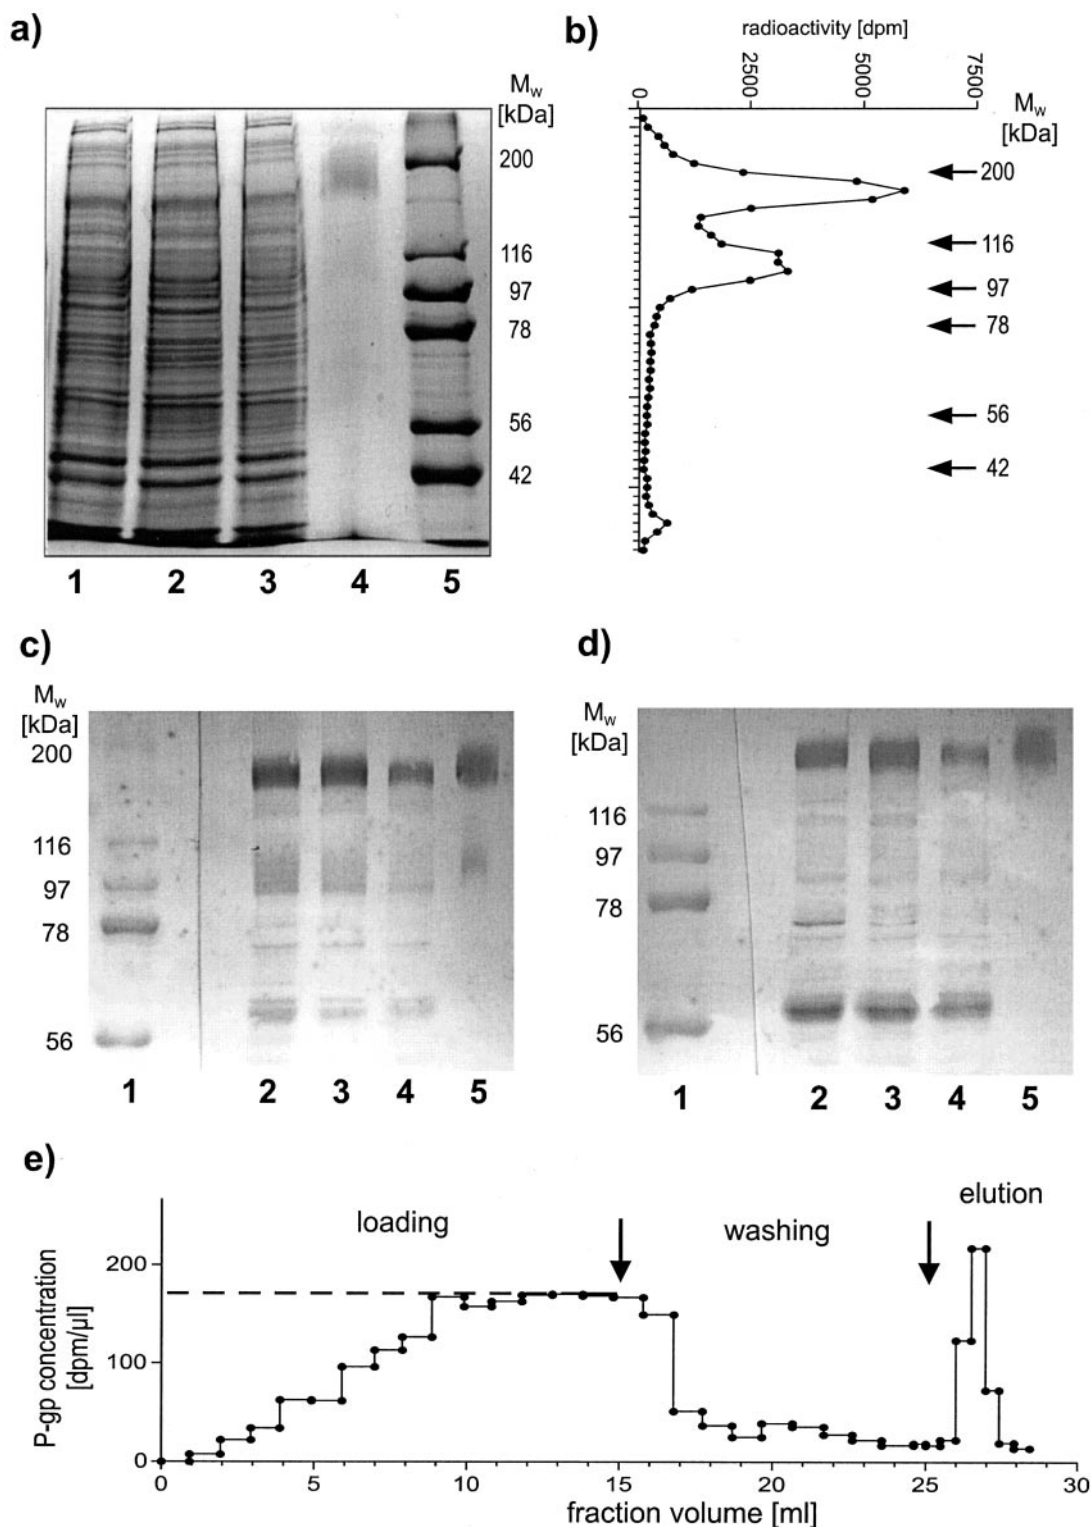 a)
M_w
[kDa]
200
116
97
78
56
42
1 2 3 4 5
b)
radioactivity [dpm]
0 2500 5000 7500
M_w
[kDa]
200
116
97
78
56
42
c)
M_w
[kDa]
200
116
97
78
56
1 2 3 4 5
d)
M_w
[kDa]
116
97
78
56
1 2 3 4 5
e)
loading washing elution
P-gp concentration
[dpm/µl]
200
100
0
0 5 10 15 20 25 30
fraction volume [ml]